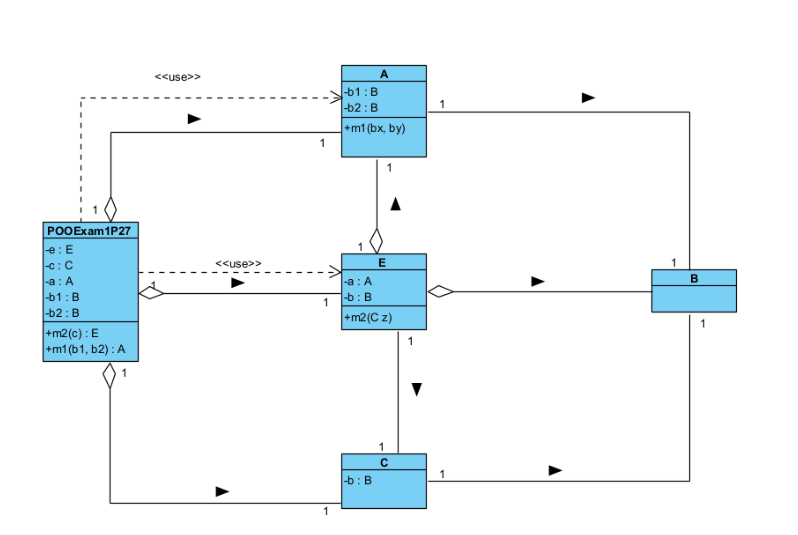 <<use>>
A
-b1 : B
-b2 : B
+m1(bx, by)
1
1
1
1
1
POOExam1P27
-e : E
-c : C
-a : A
-b1 : B
-b2 : B
+m2(c) : E
+m1(b1, b2) : A
<<use>>
1
1
1
E
-a : A
-b : B
+m2(C z)
1
B
1
1
1
1
C
-b : B
1
1